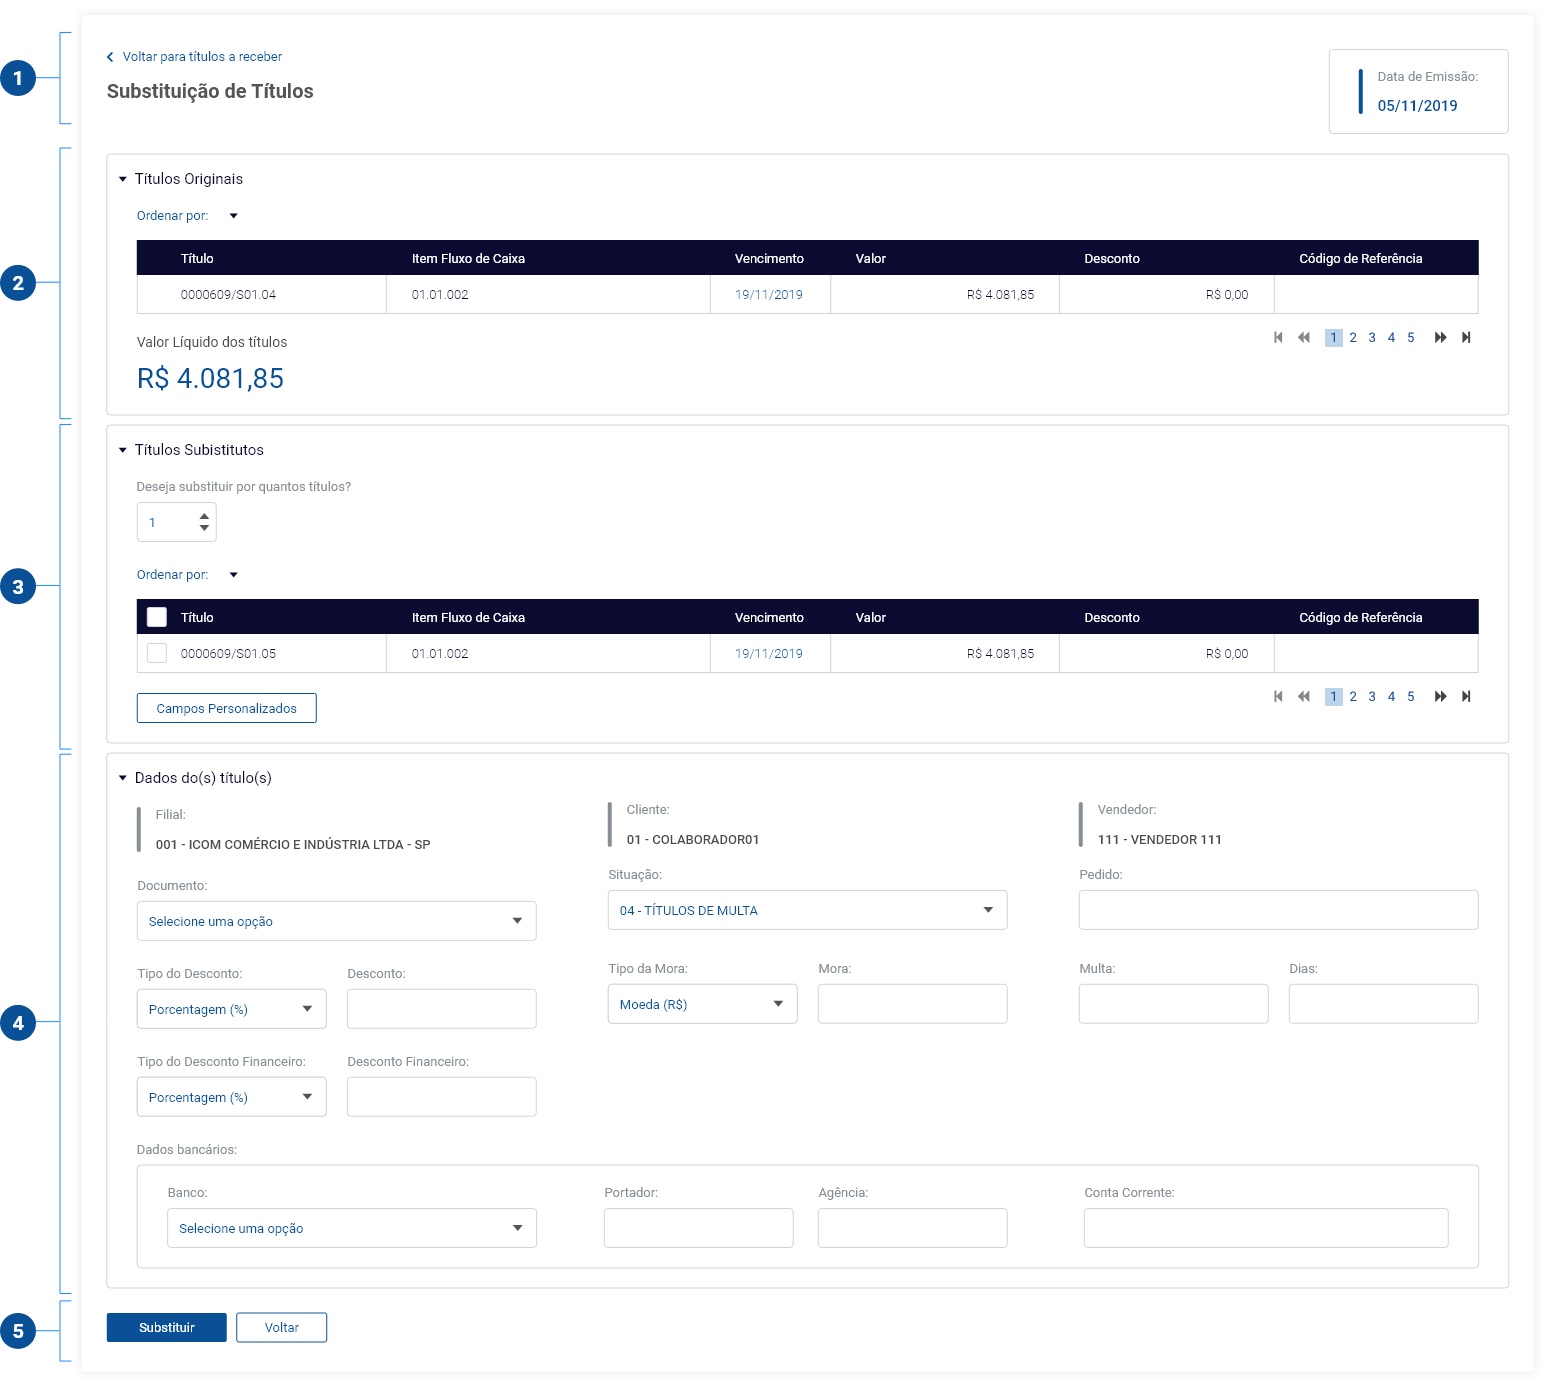 1
Voltar para títulos a receber
Substituição de Títulos
Data de Emissão:
05/11/2019
2
Títulos Originais
Ordenar por:
Título Item Fluxo de Caixa Vencimento Valor Desconto Código de Referência
0000609/S01.04 01.01.002 19/11/2019 R$ 4.081,85 R$ 0,00
1 2 3 4 5
Valor Líquido dos títulos
R$ 4.081,85
3
Títulos Subistitutos
Deseja substituir por quantos títulos?
1
Ordenar por:
Título Item Fluxo de Caixa Vencimento Valor Desconto Código de Referência
0000609/S01.05 01.01.002 19/11/2019 R$ 4.081,85 R$ 0,00
Campos Personalizados 1 2 3 4 5
4
Dados do(s) título(s)
Filial: Cliente: Vendedor:
001 - ICOM COMÉRCIO E INDÚSTRIA LTDA - SP 01 - COLABORADOR01 111 - VENDEDOR 111
Documento: Situação: Pedido:
Selecione uma opção 04 - TÍTULOS DE MULTA
Tipo do Desconto: Desconto: Tipo da Mora: Mora: Multa: Dias:
Porcentagem (%) Moeda (R$)
Tipo do Desconto Financeiro: Desconto Financeiro:
Porcentagem (%)
Dados bancários:
Banco: Portador: Agência: Conta Corrente:
Selecione uma opção
5
Substituir Voltar